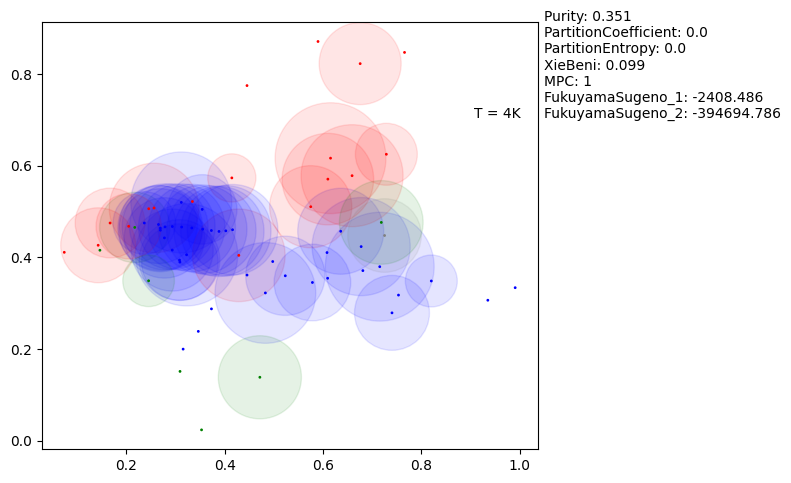 Purity: 0.351
PartitionCoefficient: 0.0
PartitionEntropy: 0.0
XieBeni: 0.099
MPC: 1
FukuyamaSugeno_1: -2408.486
FukuyamaSugeno_2: -394694.786
T = 4K
0.8
0.6
0.4
0.2
0.0
0.2 0.4 0.6 0.8 1.0